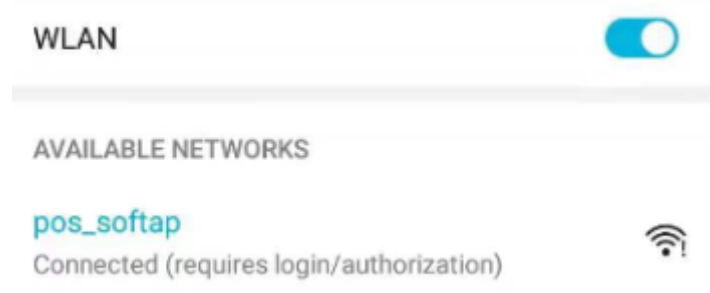 WLAN
AVAILABLE NETWORKS
pos_softap
Connected (requires login/authorization)